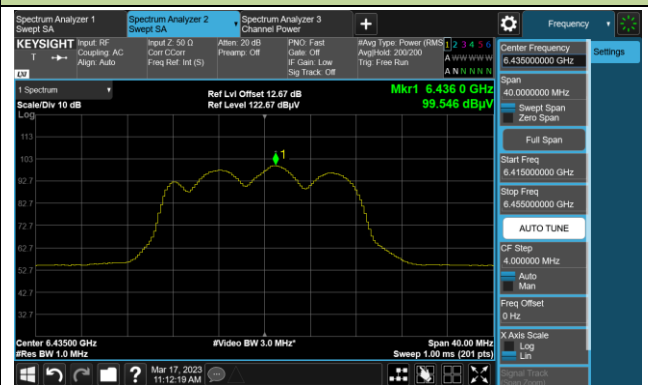 Spectrum Analyzer 1
Swept SA
Spectrum Analyzer 2
Swept SA
Spectrum Analyzer 3
Channel Power
Frequency
KEYSIGHT
T
LXI
Input: RF
Coupling: AC
Align: Auto
Input Z: 50 Ω
Corr CCorr
Freq Ref: Int (S)
Atten: 20 dB
Preamp: Off
PNO: Fast
Gate: Off
IF Gain: Low
Sig Track: Off
#Avg Type: Power (RMS)
Avg|Hold: 200/200
Trig: Free Run
1 2 3 4 5 6
A W W W W W
A N N N N N
1 Spectrum
Scale/Div 10 dB
Log
Ref Lvl Offset 12.67 dB
Ref Level 122.67 dBµV
Mkr1 6.436 0 GHz
99.546 dBµV
1
113
103
92.7
82.7
72.7
62.7
52.7
42.7
32.7
Center 6.43500 GHz
#Res BW 1.0 MHz
#Video BW 3.0 MHz*
Span 40.00 MHz
Sweep 1.00 ms (201 pts)
Center Frequency
6.435000000 GHz
Settings
Span
40.0000000 MHz
Swept Span
Zero Span
Full Span
Start Freq
6.415000000 GHz
Stop Freq
6.455000000 GHz
AUTO TUNE
CF Step
4.000000 MHz
Auto
Man
Freq Offset
0 Hz
X Axis Scale
Log
Lin
Signal Track
(Span Zoom)
Mar 17, 2023
11:12:19 AM